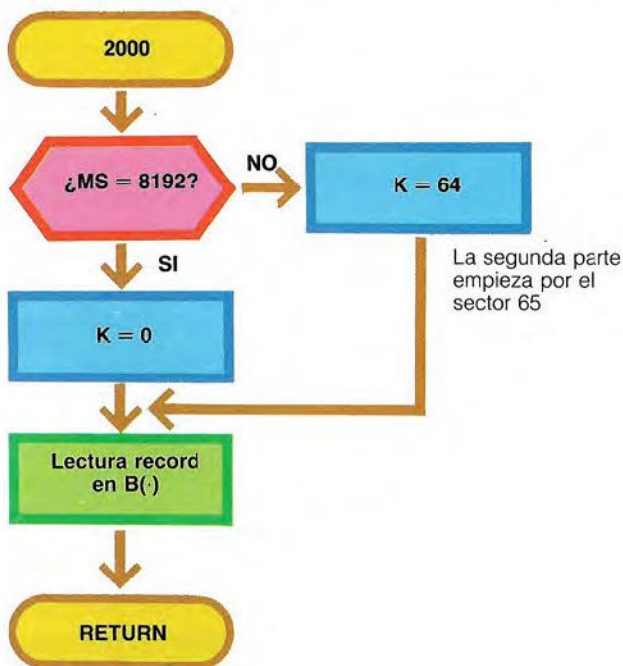 2000
¿MS = 8192?
NO
K = 64
SI
La segunda parte
empieza por el
sector 65
K = 0
Lectura record
en B(·)
RETURN